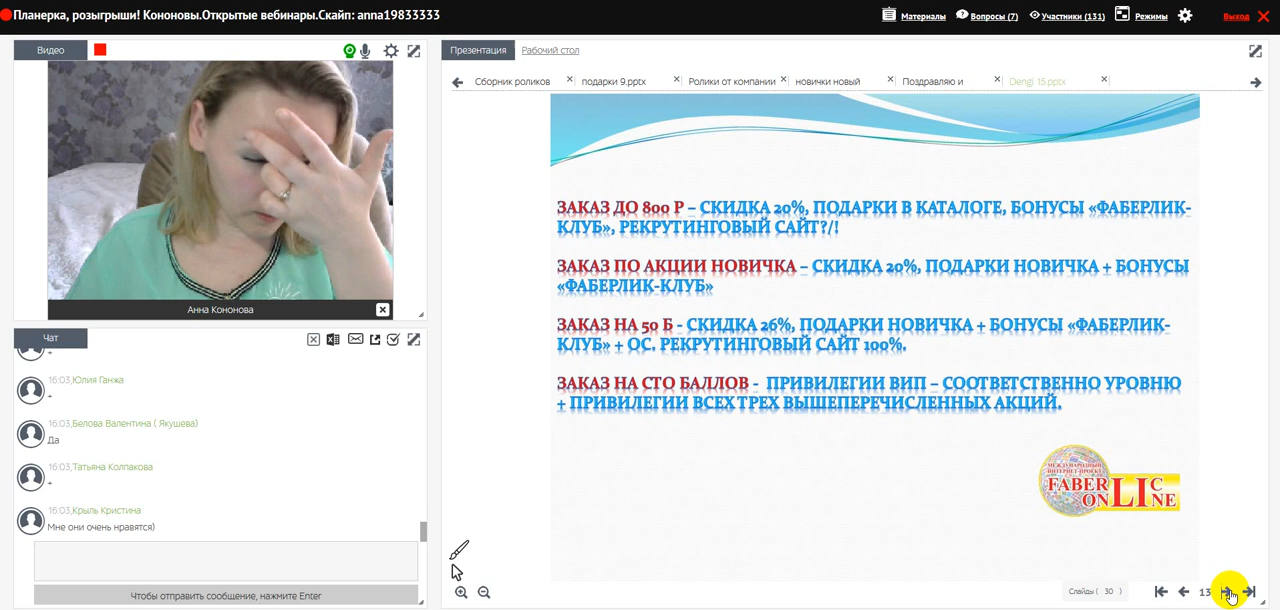 Планерка, розыгрыши! Кононовы.Открытые вебинары.Скайп: anna19833333
Материалы
Вопросы (7)
Участники (131)
Режимы
Выход
Видео
Анна Кононова
Чат
+
16:03,Юлия Ганжа
+
16:03,Белова Валентина ( Якушева)
Да
16:03,Татьяна Колпакова
+
16:03,Крыль Кристина
Мне они очень нравятся)
Чтобы отправить сообщение, нажмите Enter
Презентация
Рабочий стол
Сборник роликов
подарки 9.pptx
Ролики от компании
новички новый
Поздравляю и
Dengi 15.pptx
ЗАКАЗ ДО 800 Р – СКИДКА 20%, ПОДАРКИ В КАТАЛОГЕ, БОНУСЫ «ФАБЕРЛИК-
КЛУБ», РЕКРУТИНГОВЫЙ САЙТ?/!
ЗАКАЗ ПО АКЦИИ НОВИЧКА – СКИДКА 20%, ПОДАРКИ НОВИЧКА + БОНУСЫ
«ФАБЕРЛИК-КЛУБ»
ЗАКАЗ НА 50 Б - СКИДКА 26%, ПОДАРКИ НОВИЧКА + БОНУСЫ «ФАБЕРЛИК-
КЛУБ» + ОС. РЕКРУТИНГОВЫЙ САЙТ 100%.
ЗАКАЗ НА СТО БАЛЛОВ - ПРИВИЛЕГИИ ВИП – СООТВЕТСТВЕННО УРОВНЮ
+ ПРИВИЛЕГИИ ВСЕХ ТРЕХ ВЫШЕПЕРЕЧИСЛЕННЫХ АКЦИЙ.
МЕЖДУНАРОДНЫЙ
ИНТЕРНЕТ-ПРОЕКТ
FABERLIC
ONLINE
Слайды ( 30 )
13